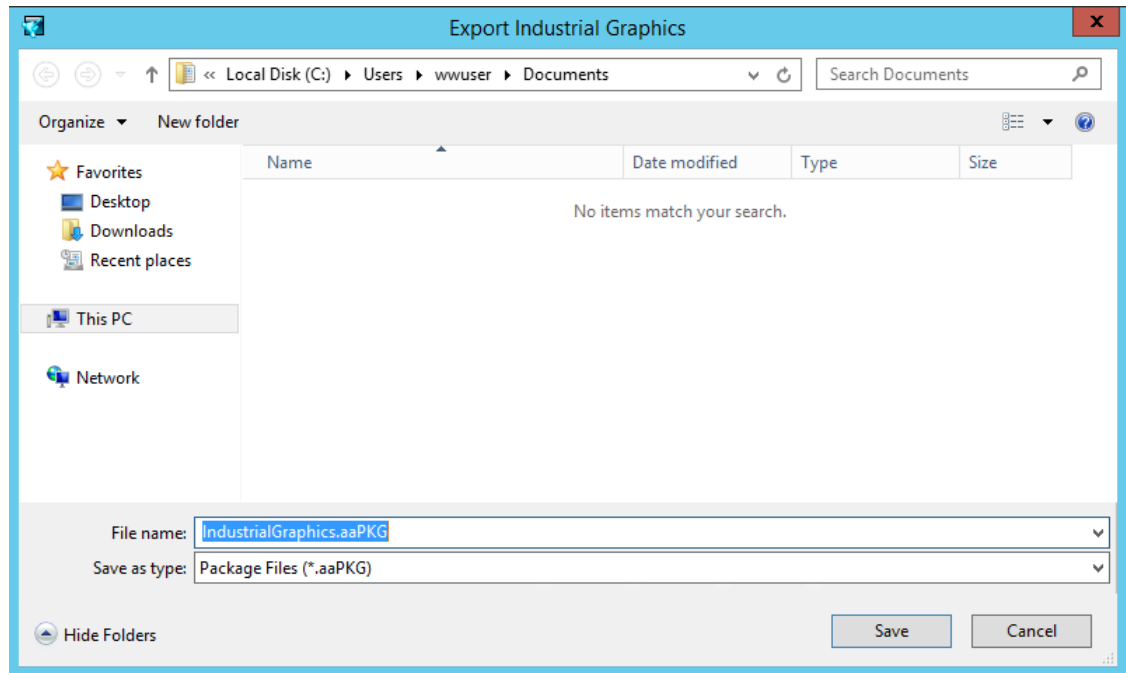 Export Industrial Graphics
x
« Local Disk (C:) Users wwuser Documents Search Documents
Organize New folder
Name Date modified Type Size
No items match your search.
Favorites
Desktop
Downloads
Recent places
This PC
Network
File name: IndustrialGraphics.aaPKG
Save as type: Package Files (*.aaPKG)
Hide Folders Save Cancel